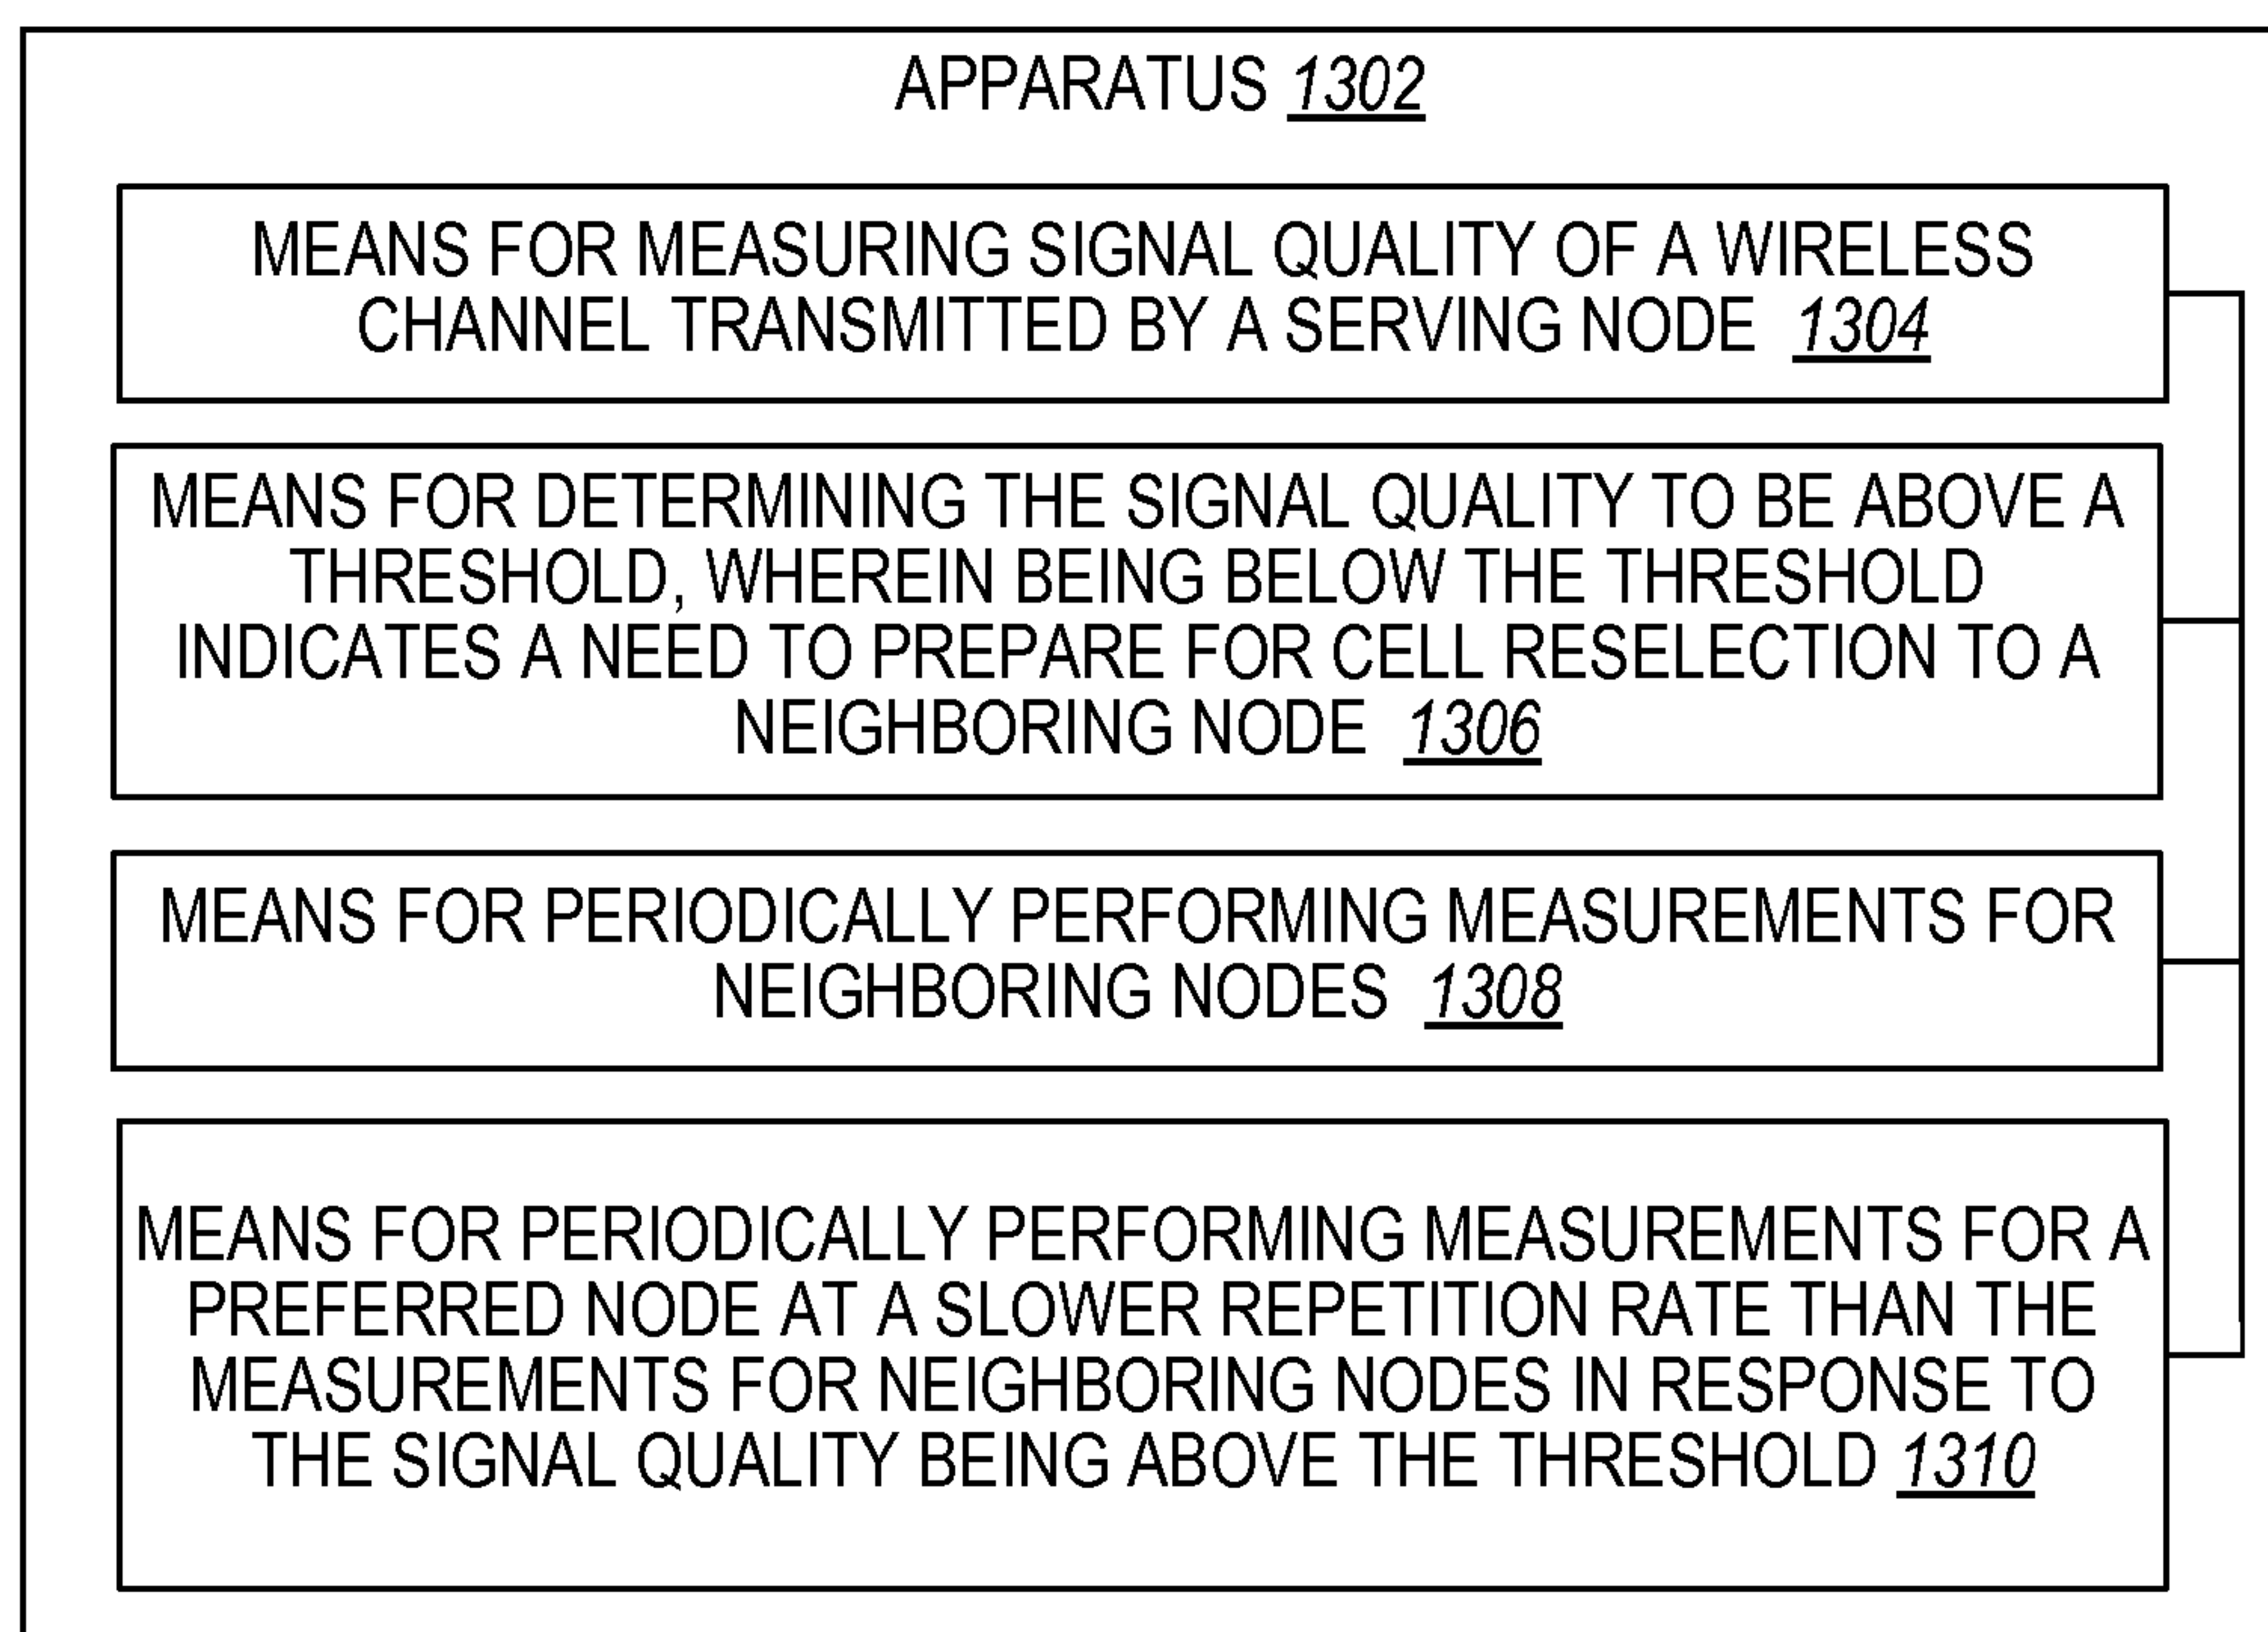 APPARATUS 1302
MEANS FOR MEASURING SIGNAL QUALITY OF A WIRELESS
CHANNEL TRANSMITTED BY A SERVING NODE 1304
MEANS FOR DETERMINING THE SIGNAL QUALITY TO BE ABOVE A
THRESHOLD, WHEREIN BEING BELOW THE THRESHOLD
INDICATES A NEED TO PREPARE FOR CELL RESELECTION TO A
NEIGHBORING NODE 1306
MEANS FOR PERIODICALLY PERFORMING MEASUREMENTS FOR
NEIGHBORING NODES 1308
MEANS FOR PERIODICALLY PERFORMING MEASUREMENTS FOR A
PREFERRED NODE AT A SLOWER REPETITION RATE THAN THE
MEASUREMENTS FOR NEIGHBORING NODES IN RESPONSE TO
THE SIGNAL QUALITY BEING ABOVE THE THRESHOLD 1310